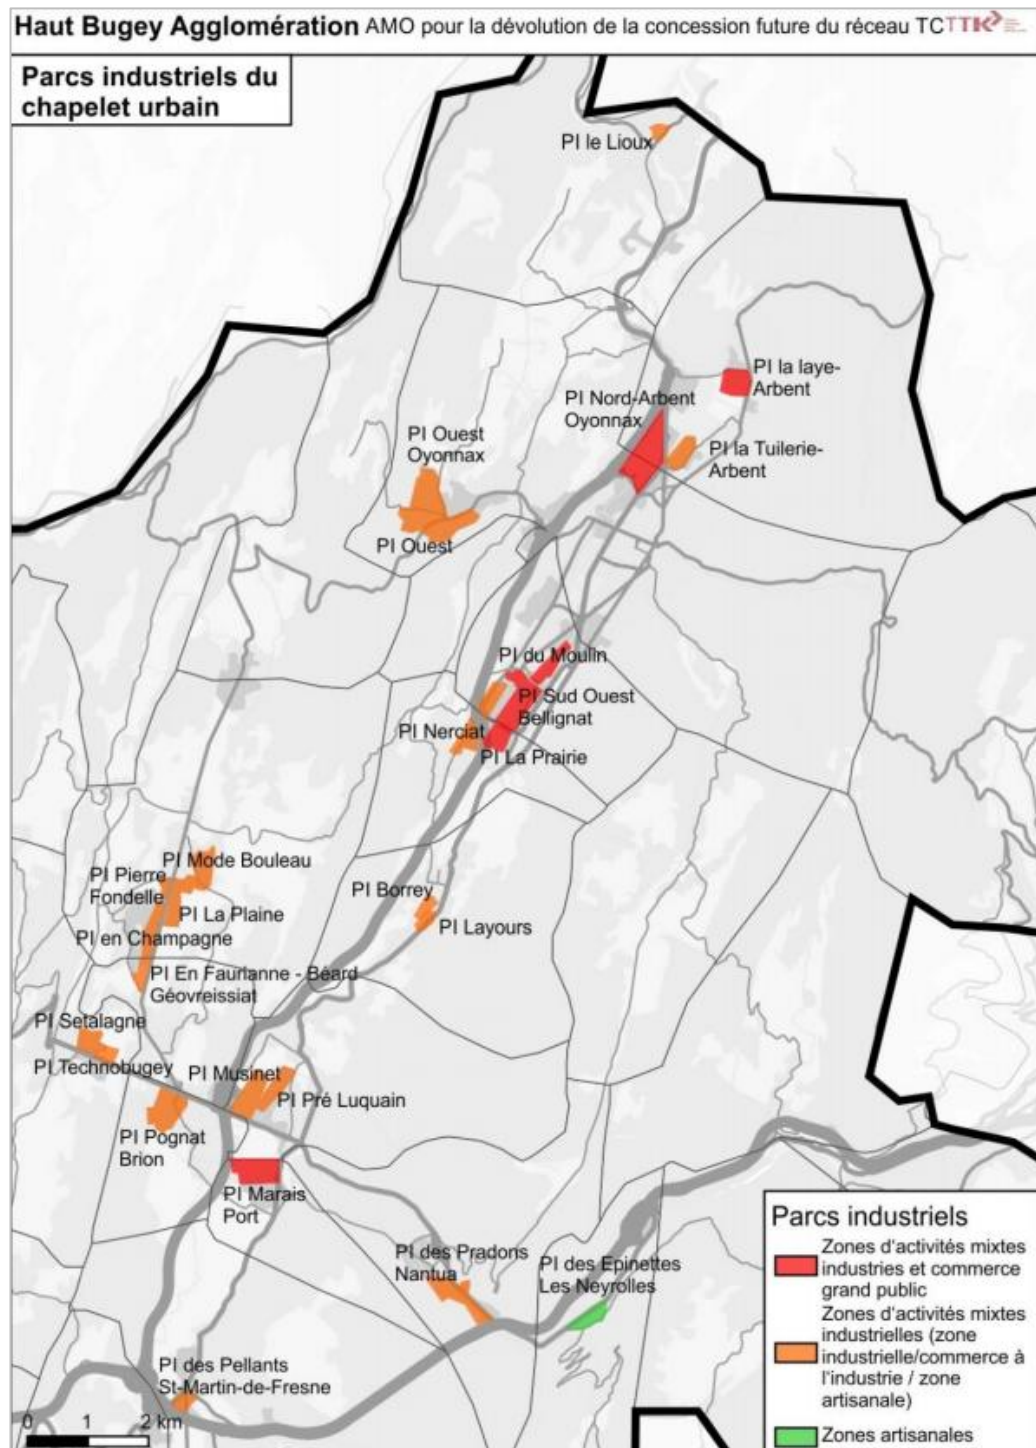 Haut Bugey Agglomération AMO pour la dévolution de la concession future du réceau TC TTK
Parcs industriels du
chapelet urbain
PI le Lioux
PI la laye-
Arbent
PI Nord-Arbent
Oyonnax
PI Ouest
Oyonnax
PI la Tuilerie-
Arbent
PI Ouest
PI du Moulin
PI Sud Ouest
Bellignat
PI Nerciat
PI La Prairie
PI Mode Bouleau
PI Pierre
Fondelle
PI Borrey
PI La Plaine
PI Layours
PI en Champagne
PI En Faurlanne - Béard
Géovreissiat
PI Setalagne
PI Technobugey
PI Musinet
PI Pré Luquain
PI Pognat
Brion
PI Marais
Port
PI des Pradons
Nantua
PI des Epinettes
Les Neyrolles
PI des Pellants
St-Martin-de-Fresne
0 1 2 km
Parcs industriels
Zones d'activités mixtes
industries et commerce
grand public
Zones d'activités mixtes
industrielles (zone
industrielle/commerce à
l'industrie / zone
artisanale)
Zones artisanales